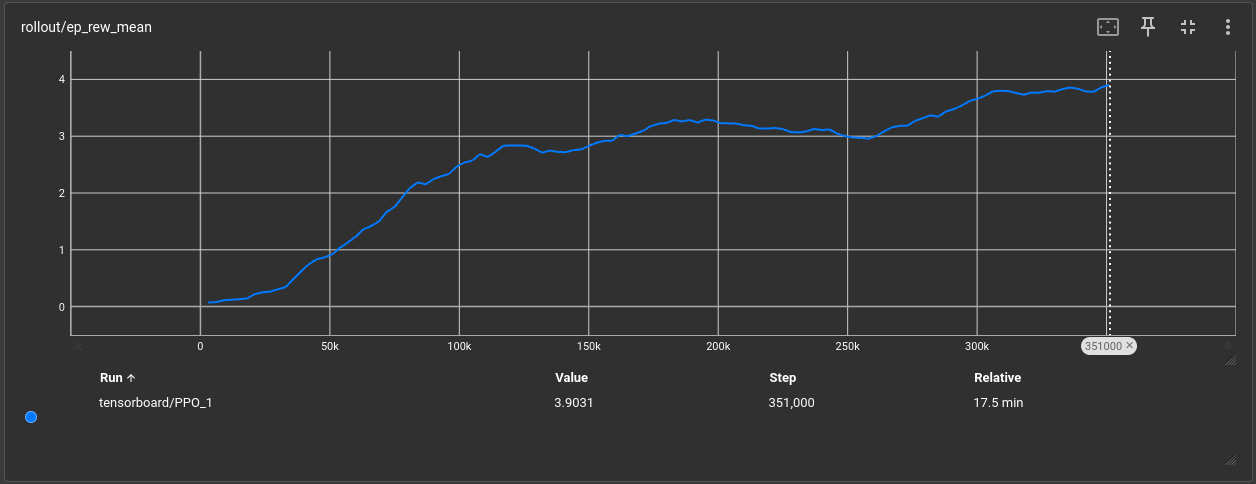 rollout/ep_rew_mean
4
3
2
1
0
0 50k 100k 150k 200k 250k 300k 351000 ×
Run ↑ Value Step Relative
tensorboard/PPO_1 3.9031 351,000 17.5 min